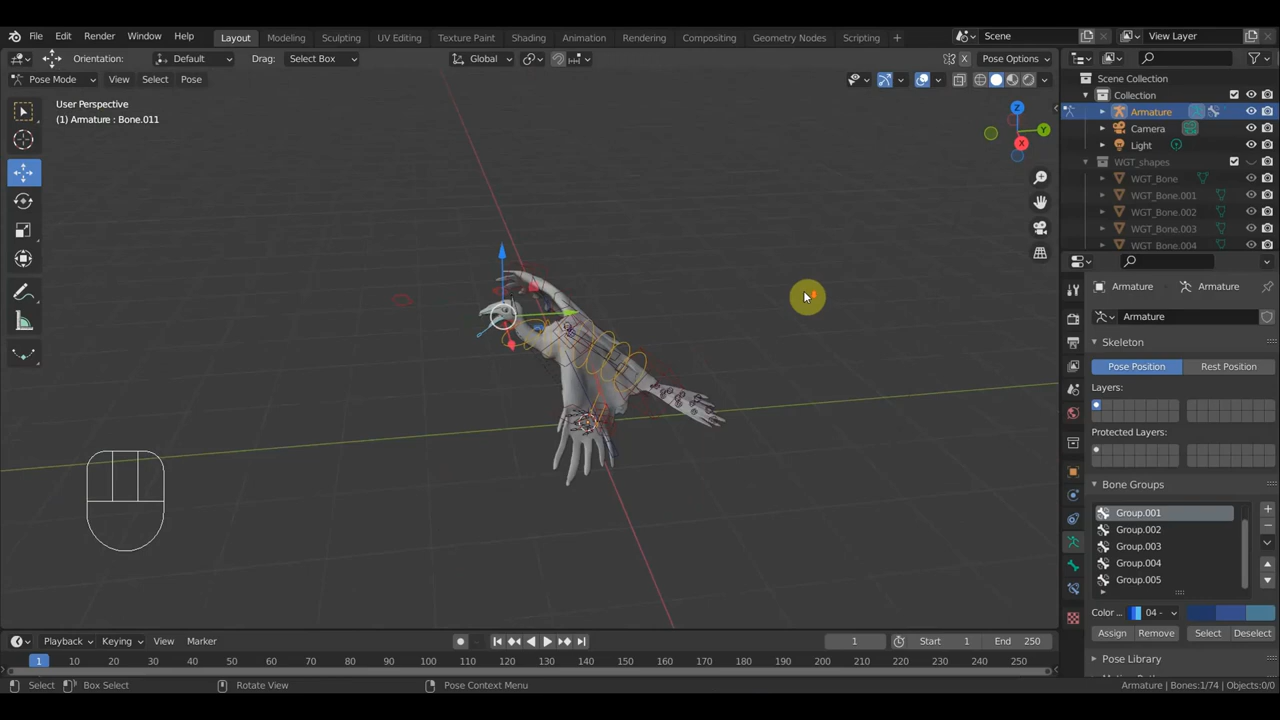 File Edit Render Window Help Layout Modeling Sculpting UV Editing Texture Paint Shading Animation Rendering Compositing Geometry Nodes Scripting + Scene View Layer
Orientation: Default Drag: Select Box Global X Pose Options
Pose Mode View Select Pose
Scene Collection
Collection
Armature
Camera
Light
WGT_shapes
WGT_Bone
WGT_Bone.001
WGT_Bone.002
WGT_Bone.003
WGT_Bone.004
User Perspective
(1) Armature : Bone.011
Z
Y
X
Armature Armature
Armature
Skeleton
Pose Position Rest Position
Layers:
Protected Layers:
Bone Groups
Group.001
Group.002
Group.003
Group.004
Group.005
Color ... 04 -
Assign Remove Select Deselect
Pose Library
Playback Keying View Marker 1 Start 1 End 250
1 10 20 30 40 50 60 70 80 90 100 110 120 130 140 150 160 170 180 190 200 210 220 230 240 250
Select Box Select Rotate View Pose Context Menu Armature | Bones:1/74 | Objects:0/0